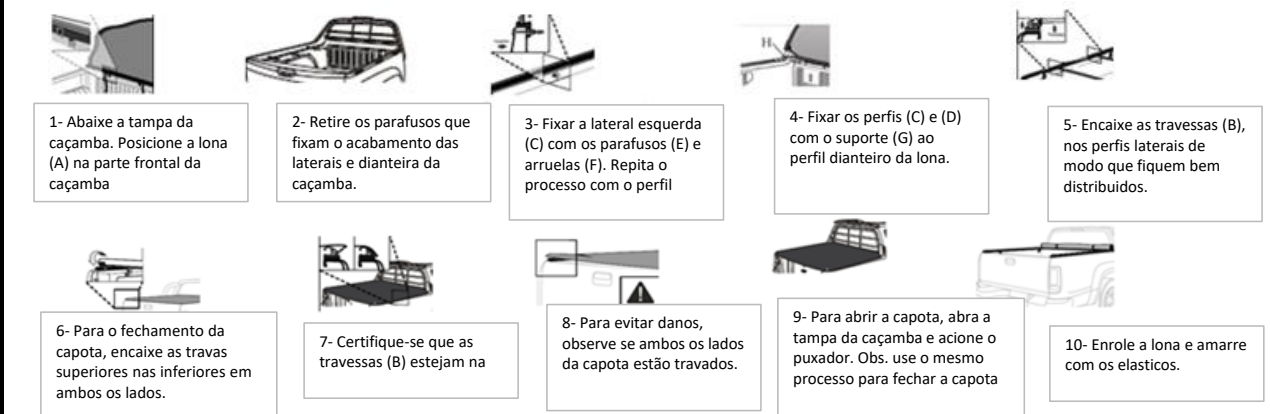 H
1- Abaixe a tampa da
caçamba. Posicione a lona
(A) na parte frontal da
caçamba
2- Retire os parafusos que
fixam o acabamento das
laterais e dianteira da
caçamba.
3- Fixar a lateral esquerda
(C) com os parafusos (E) e
arruelas (F). Repita o
processo com o perfil
4- Fixar os perfis (C) e (D)
com o suporte (G) ao
perfil dianteiro da lona.
5- Encaixe as travessas (B),
nos perfis laterais de
modo que fiquem bem
distribuidos.
6- Para o fechamento da
capota, encaixe as travas
superiores nas inferiores em
ambos os lados.
7- Certifique-se que as
travessas (B) estejam na
8- Para evitar danos,
observe se ambos os lados
da capota estão travados.
9- Para abrir a capota, abra a
tampa da caçamba e acione o
puxador. Obs. use o mesmo
processo para fechar a capota
10- Enrole a lona e amarre
com os elasticos.